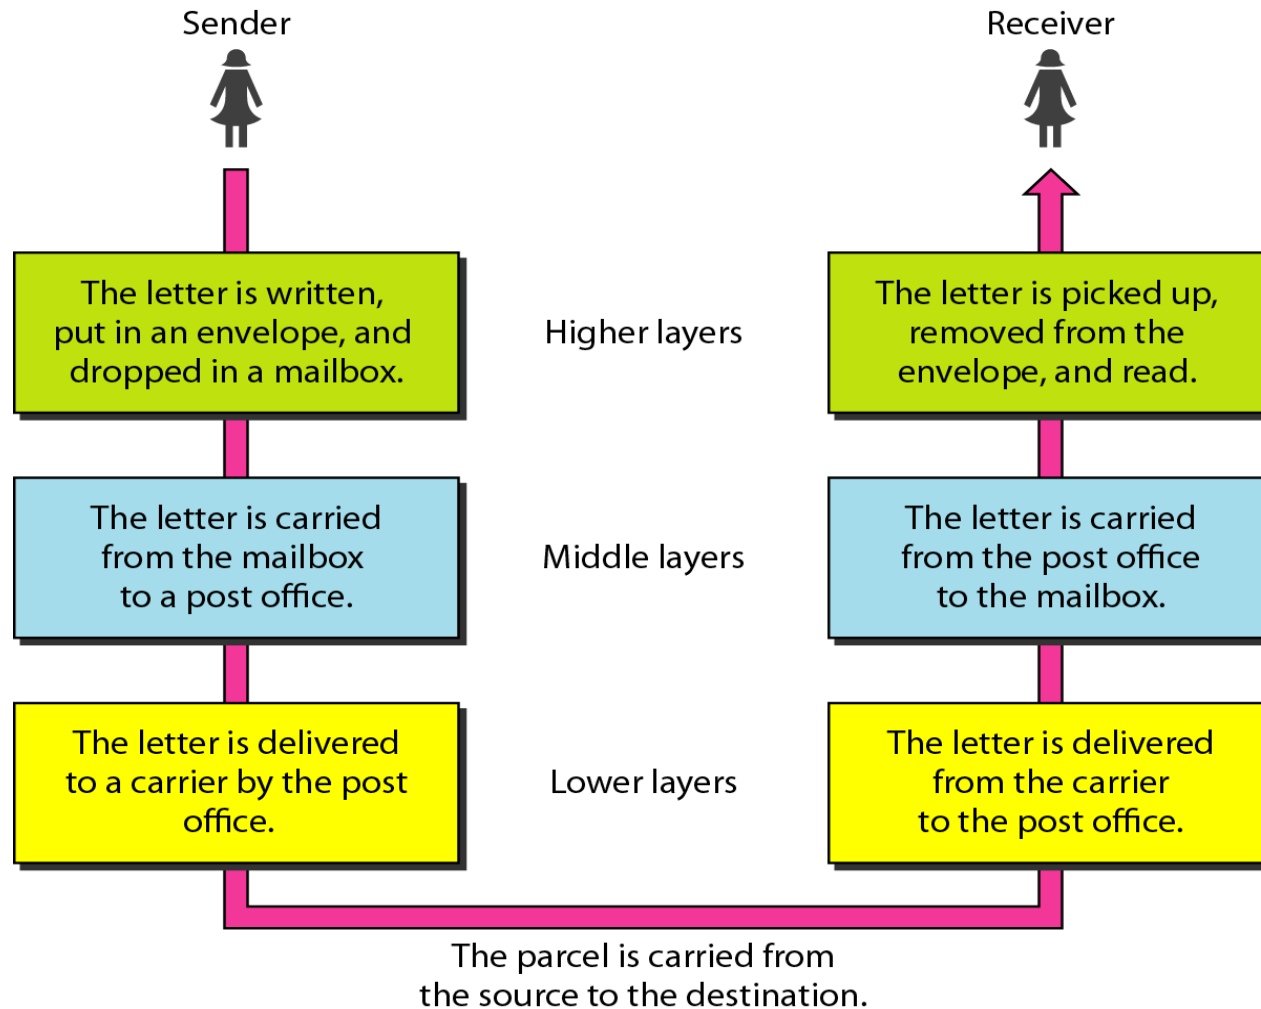 Sender
Receiver
The letter is written,
put in an envelope, and
dropped in a mailbox.
Higher layers
The letter is picked up,
removed from the
envelope, and read.
The letter is carried
from the mailbox
to a post office.
Middle layers
The letter is carried
from the post office
to the mailbox.
The letter is delivered
to a carrier by the post
office.
Lower layers
The letter is delivered
from the carrier
to the post office.
The parcel is carried from
the source to the destination.